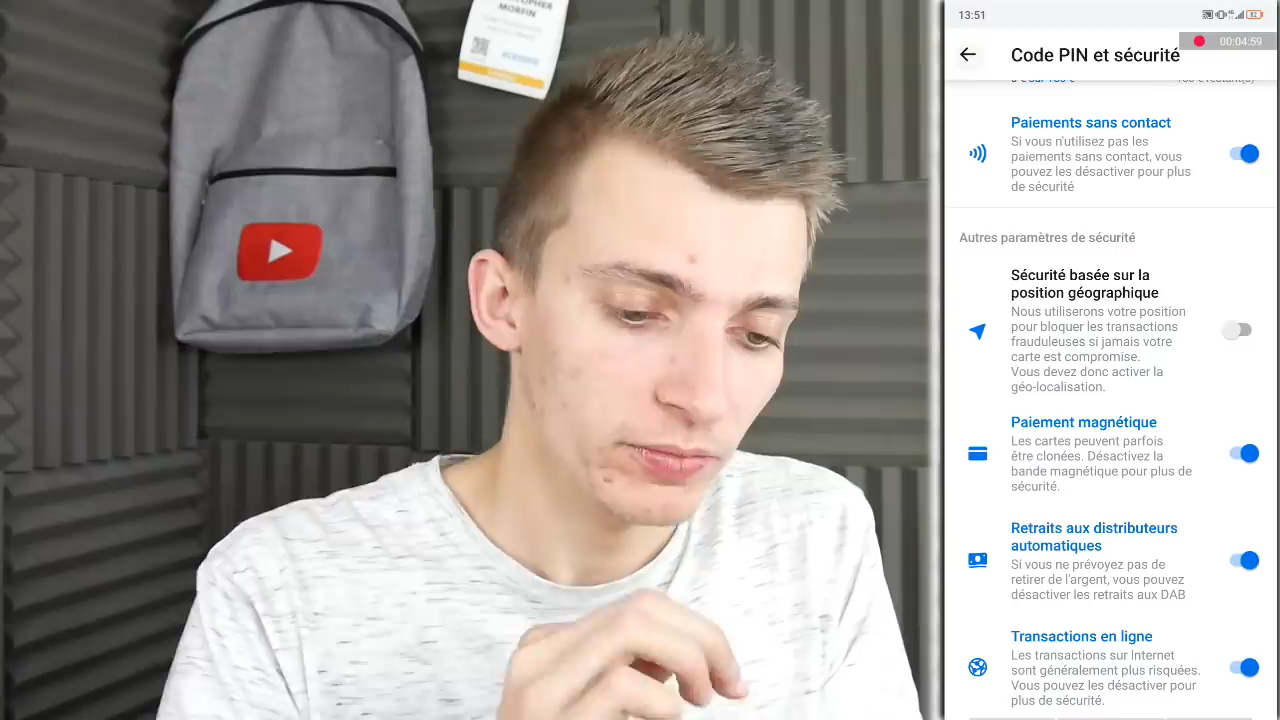 MORFIN
13:51
82
00:04:59
Code PIN et sécurité
Paiements sans contact
Si vous n'utilisez pas les
paiements sans contact, vous
pouvez les désactiver pour plus
de sécurité
Autres paramètres de sécurité
Sécurité basée sur la
position géographique
Nous utiliserons votre position
pour bloquer les transactions
frauduleuses si jamais votre
carte est compromise.
Vous devez donc activer la
géo-localisation.
Paiement magnétique
Les cartes peuvent parfois
être clonées. Désactivez la
bande magnétique pour plus de
sécurité.
Retraits aux distributeurs
automatiques
Si vous ne prévoyez pas de
retirer de l'argent, vous pouvez
désactiver les retraits aux DAB
Transactions en ligne
Les transactions sur Internet
sont généralement plus risquées.
Vous pouvez les désactiver pour
plus de sécurité.